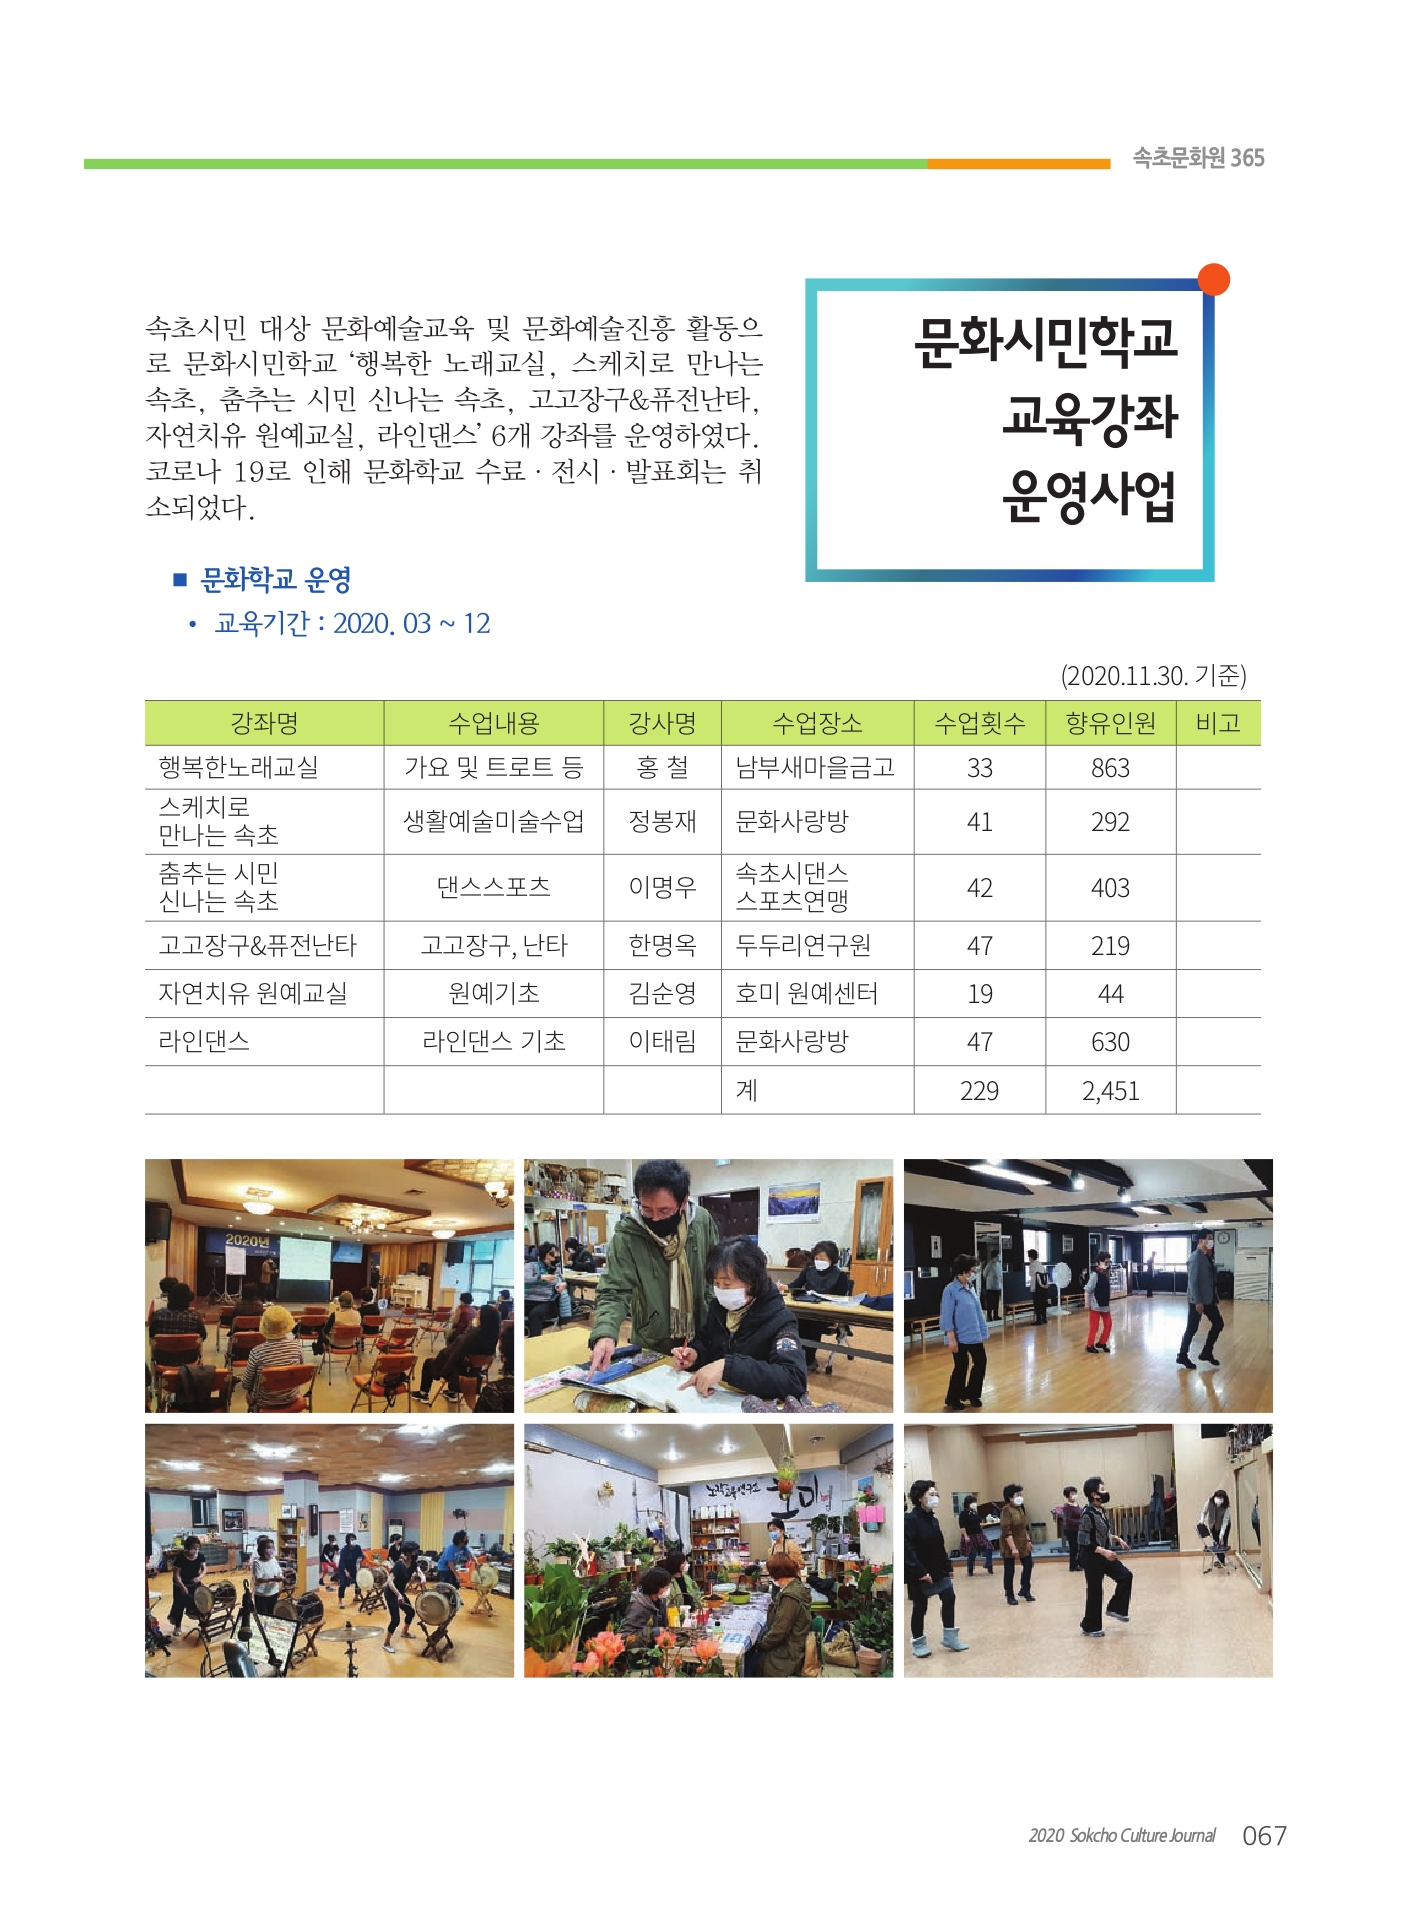 속초문화원 365
문화시민학교
교육강좌
운영사업
속초시민 대상 문화예술교육 및 문화예술진흥 활동으
로 문화시민학교 ‘행복한 노래교실, 스케치로 만나는
속초, 춤추는 시민 신나는 속초, 고고장구&퓨전난타,
자연치유 원예교실, 라인댄스’ 6개 강좌를 운영하였다.
코로나 19로 인해 문화학교 수료 · 전시 · 발표회는 취
소되었다.
■ 문화학교 운영
• 교육기간 : 2020. 03 ~ 12
(2020.11.30. 기준)
강좌명 수업내용 강사명 수업장소 수업횟수 향유인원 비고
행복한노래교실 가요 및 트로트 등 홍 철 남부새마을금고 33 863
스케치로
만나는 속초 생활예술미술수업 정봉재 문화사랑방 41 292
춤추는 시민
신나는 속초 댄스스포츠 이명우 속초시댄스
스포츠연맹 42 403
고고장구&퓨전난타 고고장구, 난타 한명옥 두두리연구원 47 219
자연치유 원예교실 원예기초 김순영 호미 원예센터 19 44
라인댄스 라인댄스 기초 이태림 문화사랑방 47 630
계 229 2,451
2020년
호미
2020 Sokcho Culture Journal 067